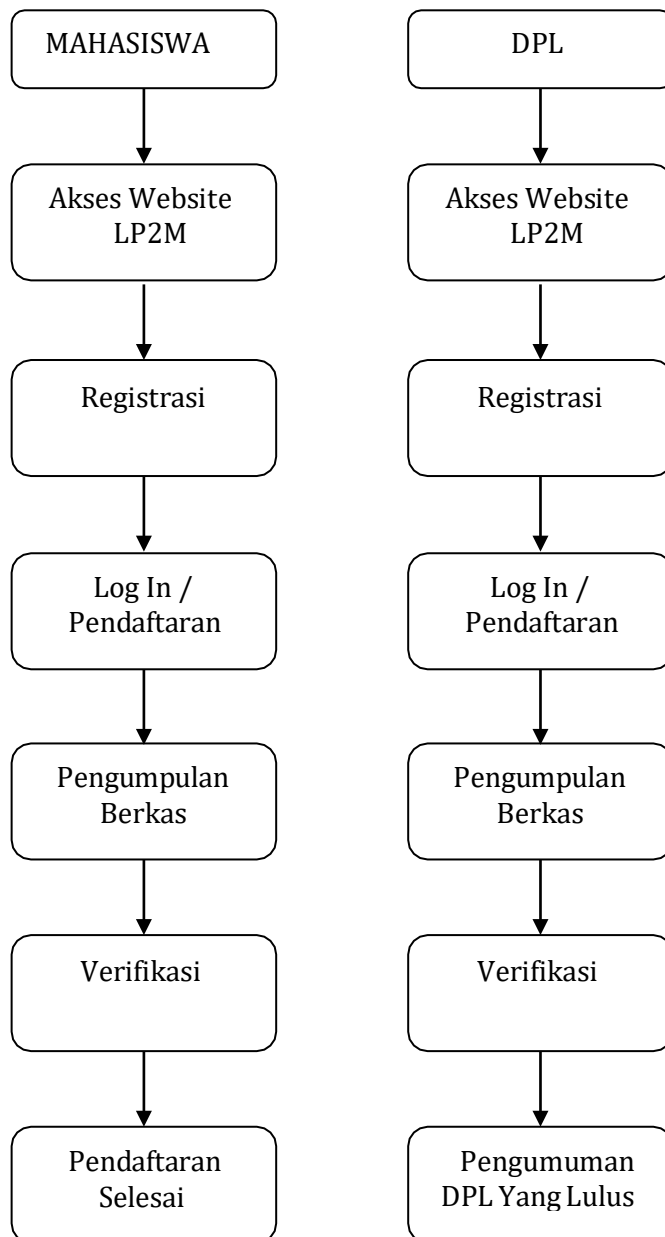 MAHASISWA
Akses Website
LP2M
Registrasi
Log In /
Pendaftaran
Pengumpulan
Berkas
Verifikasi
Pendaftaran
Selesai
DPL
Akses Website
LP2M
Registrasi
Log In /
Pendaftaran
Pengumpulan
Berkas
Verifikasi
Pengumuman
DPL Yang Lulus